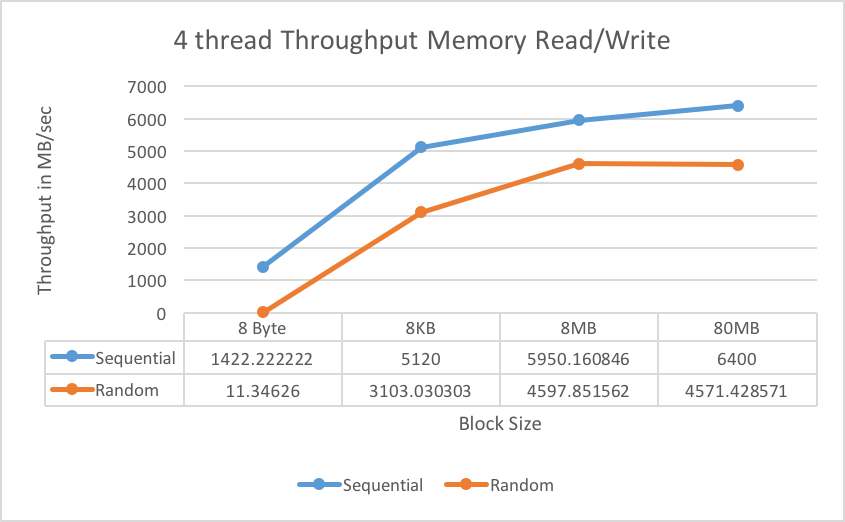 4 thread Throughput Memory Read/Write
Throughput in MB/sec
7000
6000
5000
4000
3000
2000
1000
0
8 Byte 8KB 8MB 80MB
Sequential 1422.222222 5120 5950.160846 6400
Random 11.34626 3103.030303 4597.851562 4571.428571
Block Size
Sequential Random